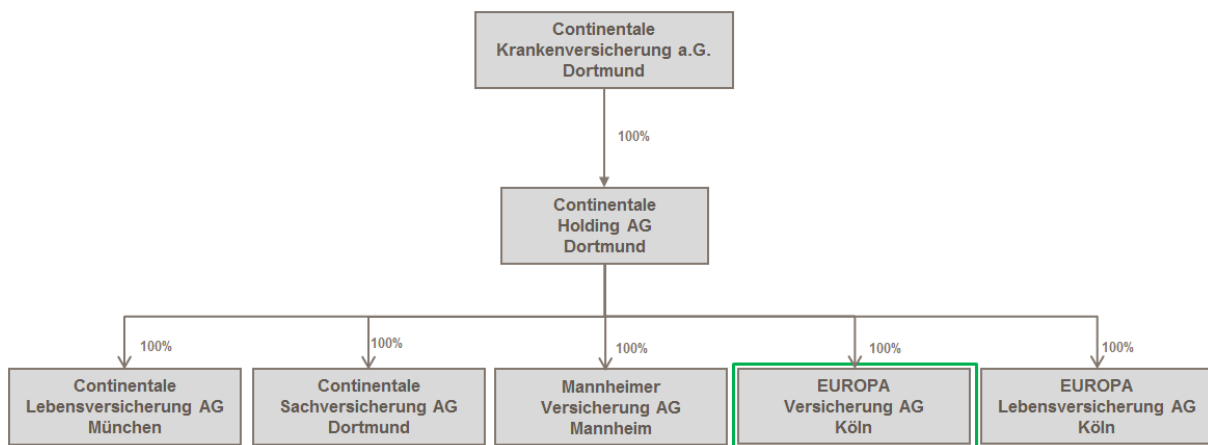 Continentale
Krankenversicherung a.G.
Dortmund
100%
Continentale
Holding AG
Dortmund
100%
100%
100%
100%
100%
Continentale
Lebensversicherung AG
München
Continentale
Sachversicherung AG
Dortmund
Mannheimer
Versicherung AG
Mannheim
EUROPA
Versicherung AG
Köln
EUROPA
Lebensversicherung AG
Köln